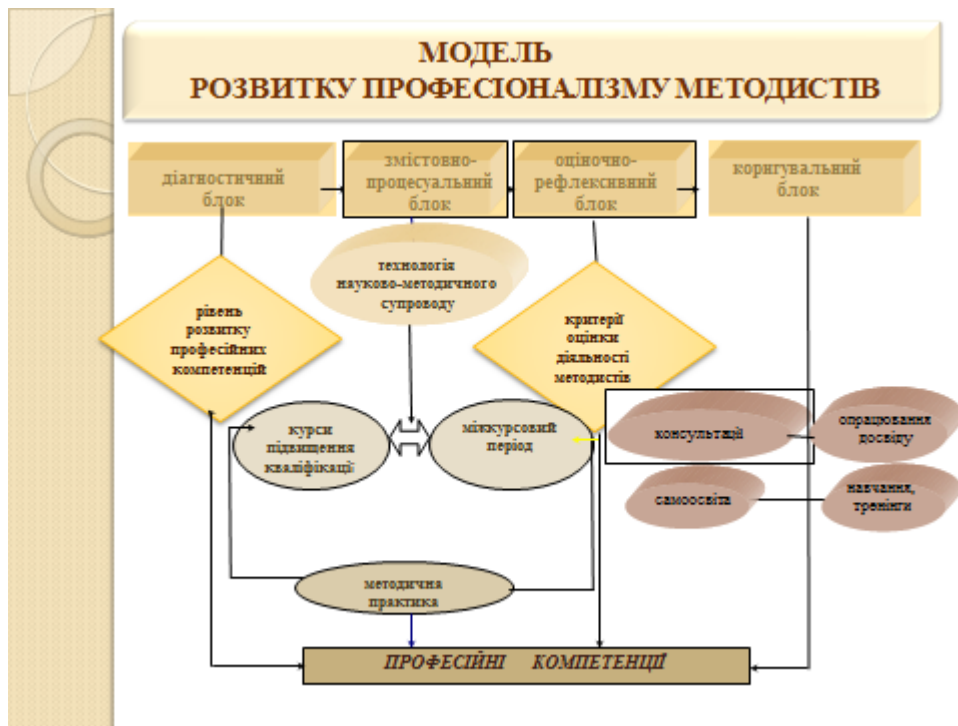 МОДЕЛЬ
РОЗВИТКУ ПРОФЕСІОНАЛІЗМУ МЕТОДИСТІВ
діагностичний
блок
змістовно-
процесуальний
блок
оціночно-
рефлексивний
блок
коригувальний
блок
технологія
науково-методичного
супроводу
рівень
розвитку
професійних
компетенцій
критерії
оцінки
діяльності
методистів
курси
підвищення
кваліфікації
міжкурсовий
період
консультації
опрацювання
досвіду
самоосвіта
навчання,
тренінги
методична
практика
ПРОФЕСІЙНІ КОМПЕТЕНЦІЇ